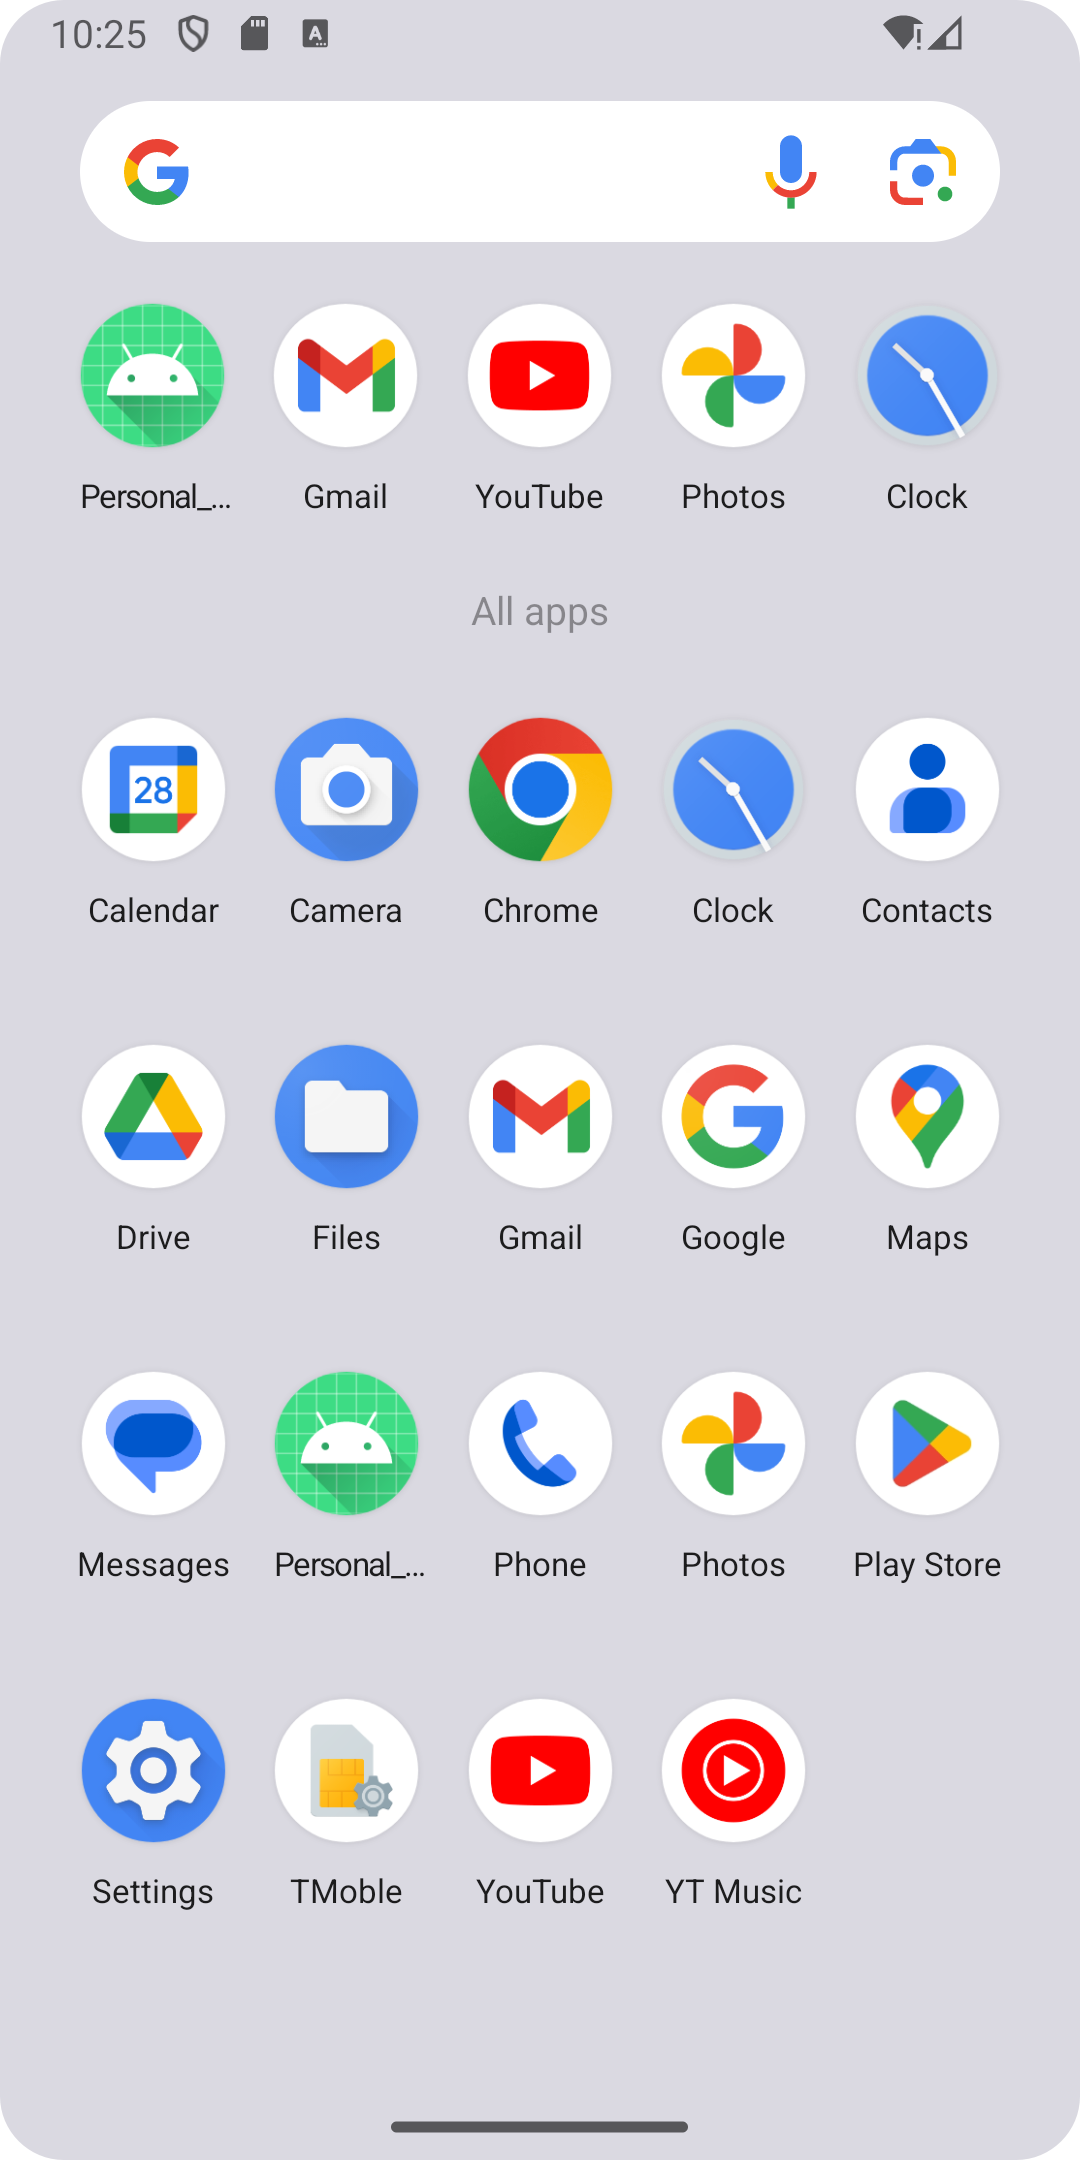 10:25
Personal_... Gmail YouTube Photos Clock
All apps
28
Calendar Camera Chrome Clock Contacts
Drive Files Gmail Google Maps
Messages Personal_... Phone Photos Play Store
Settings TMoble YouTube YT Music